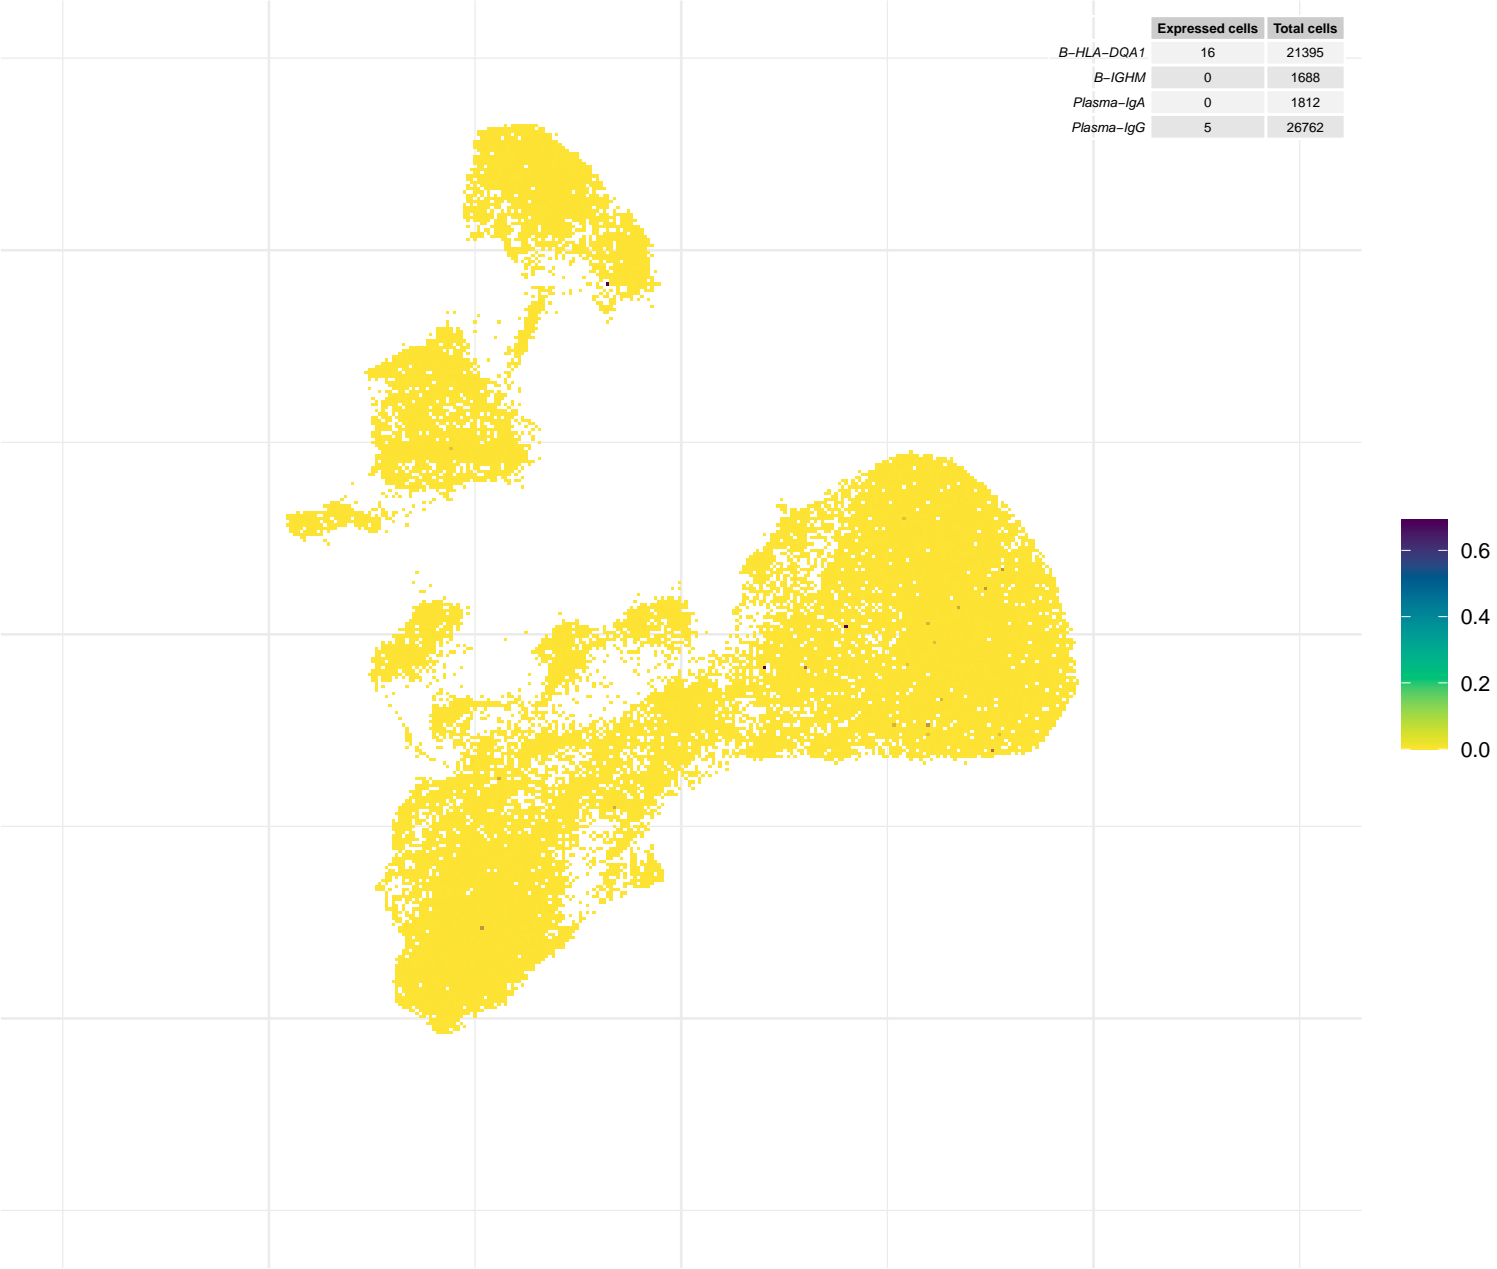 Expressed cells Total cells
B−HLA−DQA1 16 21395
B−IGHM 0 1688
Plasma−IgA 0 1812
Plasma−IgG 5 26762
0.6
0.4
0.2
0.0